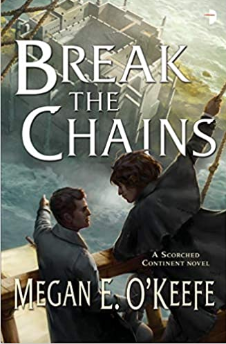 BREAK
THE
CHAINS
A SCORCHED
CONTINENT NOVEL
MEGAN E. O'KEEFE